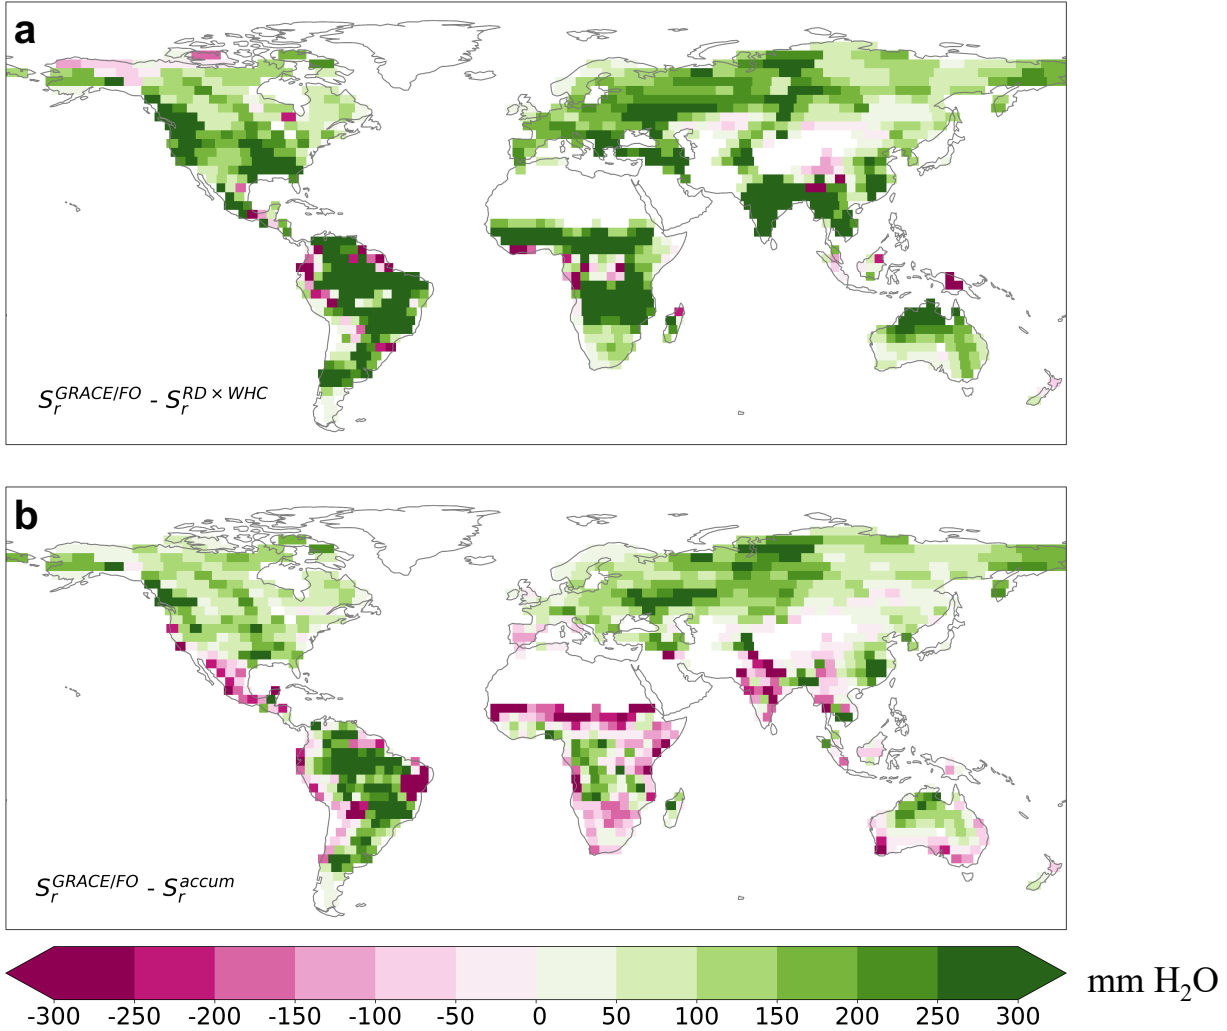 a
S_r^{GRACE/FO} - S_r^{RD × WHC}
b
S_r^{GRACE/FO} - S_r^{accum}
-300 -250 -200 -150 -100 -50 0 50 100 150 200 250 300
mm H₂O